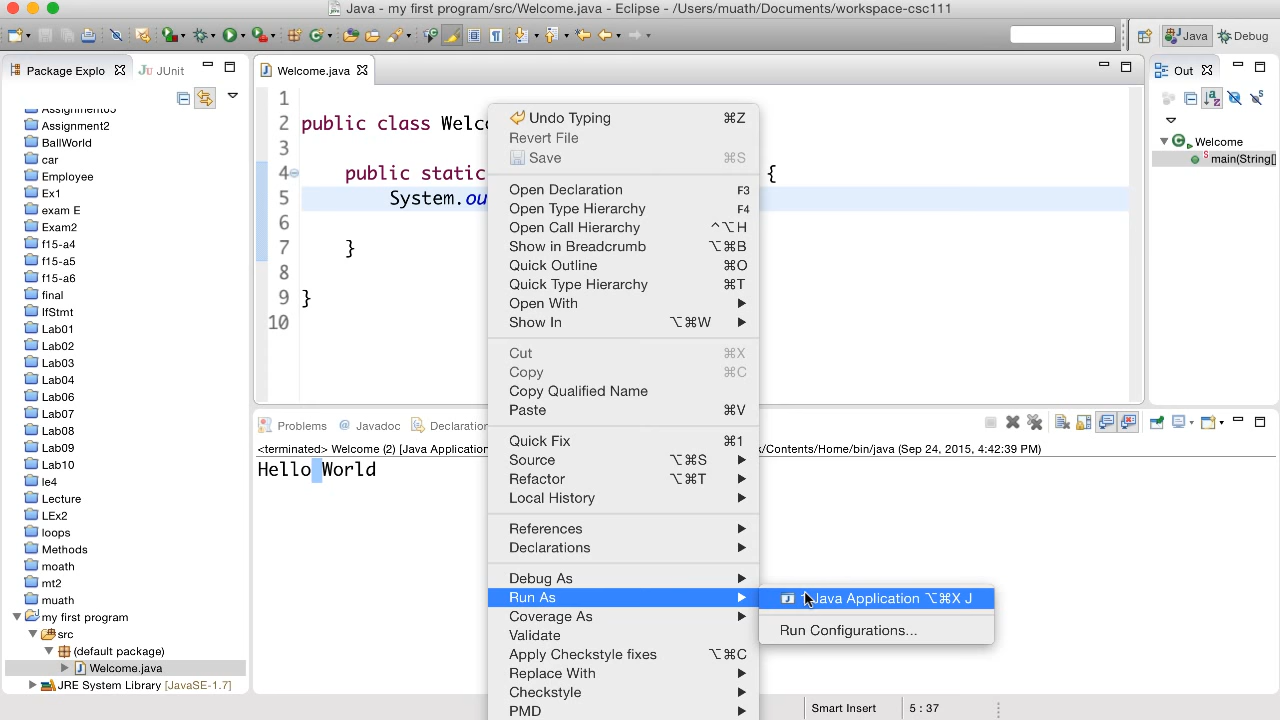 Java - my first program/src/Welcome.java - Eclipse - /Users/muath/Documents/workspace-csc111
Java
Debug
Package Explo
JUnit
Assignment2
BallWorld
car
Employee
Ex1
exam E
Exam2
f15-a4
f15-a5
f15-a6
final
IfStmt
Lab01
Lab02
Lab03
Lab04
Lab06
Lab07
Lab08
Lab09
Lab10
le4
Lecture
LEx2
loops
Methods
moath
mt2
muath
my first program
src
(default package)
Welcome.java
JRE System Library [JavaSE-1.7]
Welcome.java
1
2 public class Welc
3
4 public static {
5 System.ou
6
7 }
8
9 }
10
Undo Typing ⌘Z
Revert File
Save ⌘S
Open Declaration F3
Open Type Hierarchy F4
Open Call Hierarchy ^⌥H
Show in Breadcrumb ⌥⌘B
Quick Outline ⌘O
Quick Type Hierarchy ⌘T
Open With
Show In ⌥⌘W
Cut ⌘X
Copy ⌘C
Copy Qualified Name
Paste ⌘V
Quick Fix ⌘1
Source ⌥⌘S
Refactor ⌥⌘T
Local History
References
Declarations
Debug As
Run As
Coverage As
Validate
Apply Checkstyle fixes ⌥⌘C
Replace With
Checkstyle
PMD
Java Application ⌥⌘X J
Run Configurations...
Out
Welcome
main(String[]
Problems
Javadoc
Declaration
<terminated> Welcome (2) [Java Application /Contents/Home/bin/java (Sep 24, 2015, 4:42:39 PM)
Hello World
Smart Insert
5 : 37